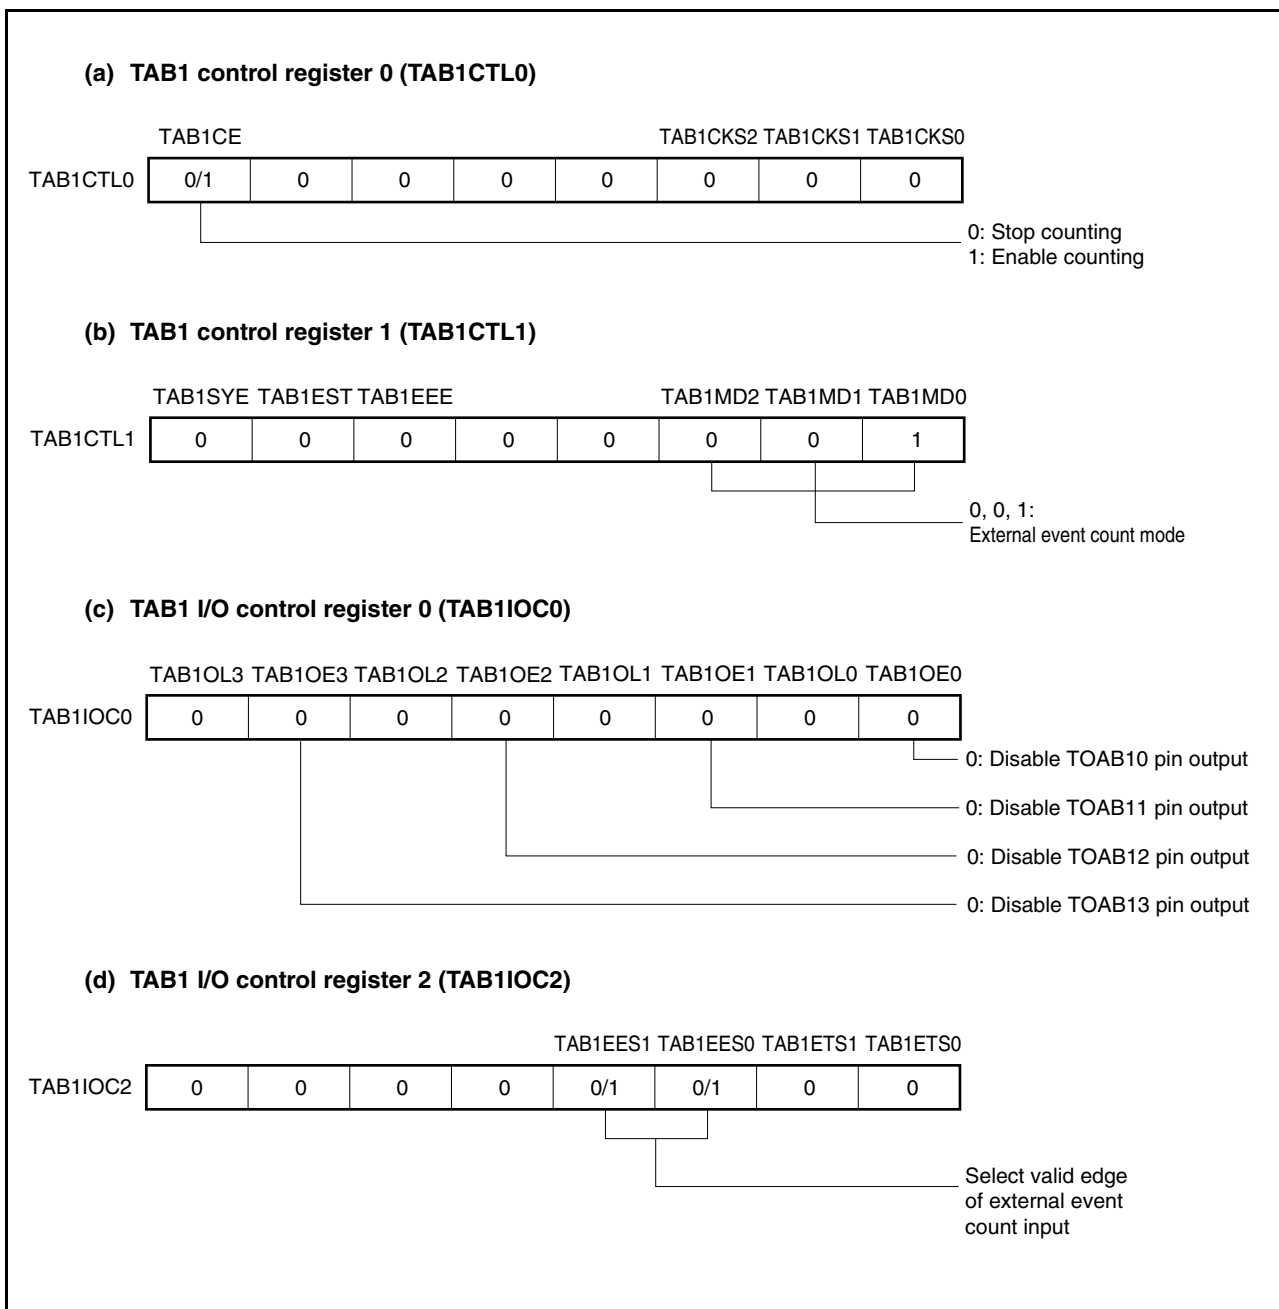 (a) TAB1 control register 0 (TAB1CTL0)
TAB1CE TAB1CKS2 TAB1CKS1 TAB1CKS0
TAB1CTL0 0/1 0 0 0 0 0 0 0
0: Stop counting
1: Enable counting
(b) TAB1 control register 1 (TAB1CTL1)
TAB1SYE TAB1EST TAB1EEE TAB1MD2 TAB1MD1 TAB1MD0
TAB1CTL1 0 0 0 0 0 0 0 1
0, 0, 1:
External event count mode
(c) TAB1 I/O control register 0 (TAB1IOC0)
TAB1OL3 TAB1OE3 TAB1OL2 TAB1OE2 TAB1OL1 TAB1OE1 TAB1OL0 TAB1OE0
TAB1IOC0 0 0 0 0 0 0 0 0
0: Disable TOAB10 pin output
0: Disable TOAB11 pin output
0: Disable TOAB12 pin output
0: Disable TOAB13 pin output
(d) TAB1 I/O control register 2 (TAB1IOC2)
TAB1EES1 TAB1EES0 TAB1ETS1 TAB1ETS0
TAB1IOC2 0 0 0 0 0/1 0/1 0 0
Select valid edge
of external event
count input